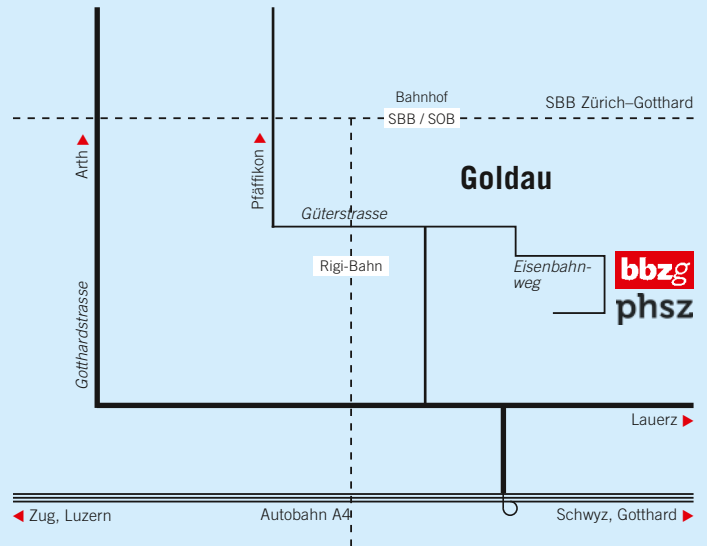 Bahnhof
SBB / SOB
SBB Zürich–Gotthard
Arth
Pfäffikon
Goldau
Güterstrasse
Rigi-Bahn
Eisenbahn-
weg
bbzg
phsz
Gotthardstrasse
Lauerz
Zug, Luzern
Autobahn A4
Schwyz, Gotthard